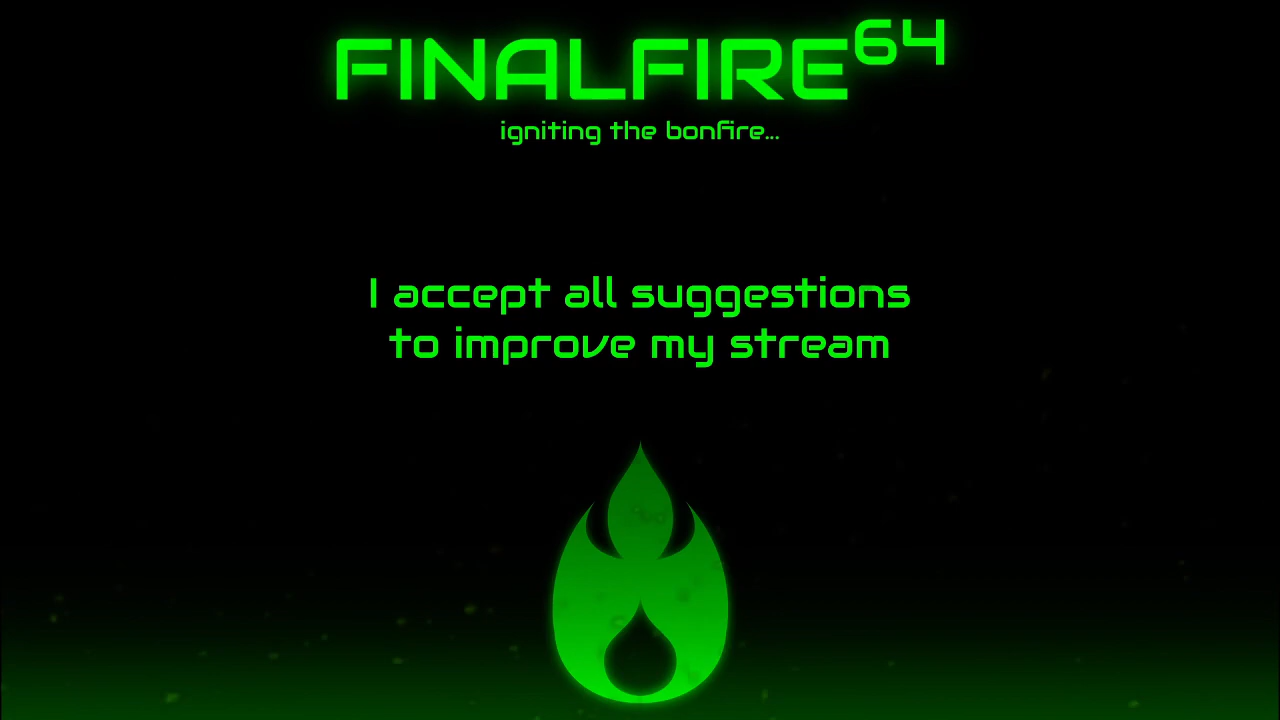 FINALFIRE64
igniting the bonfire...
I accept all suggestions
to improve my stream